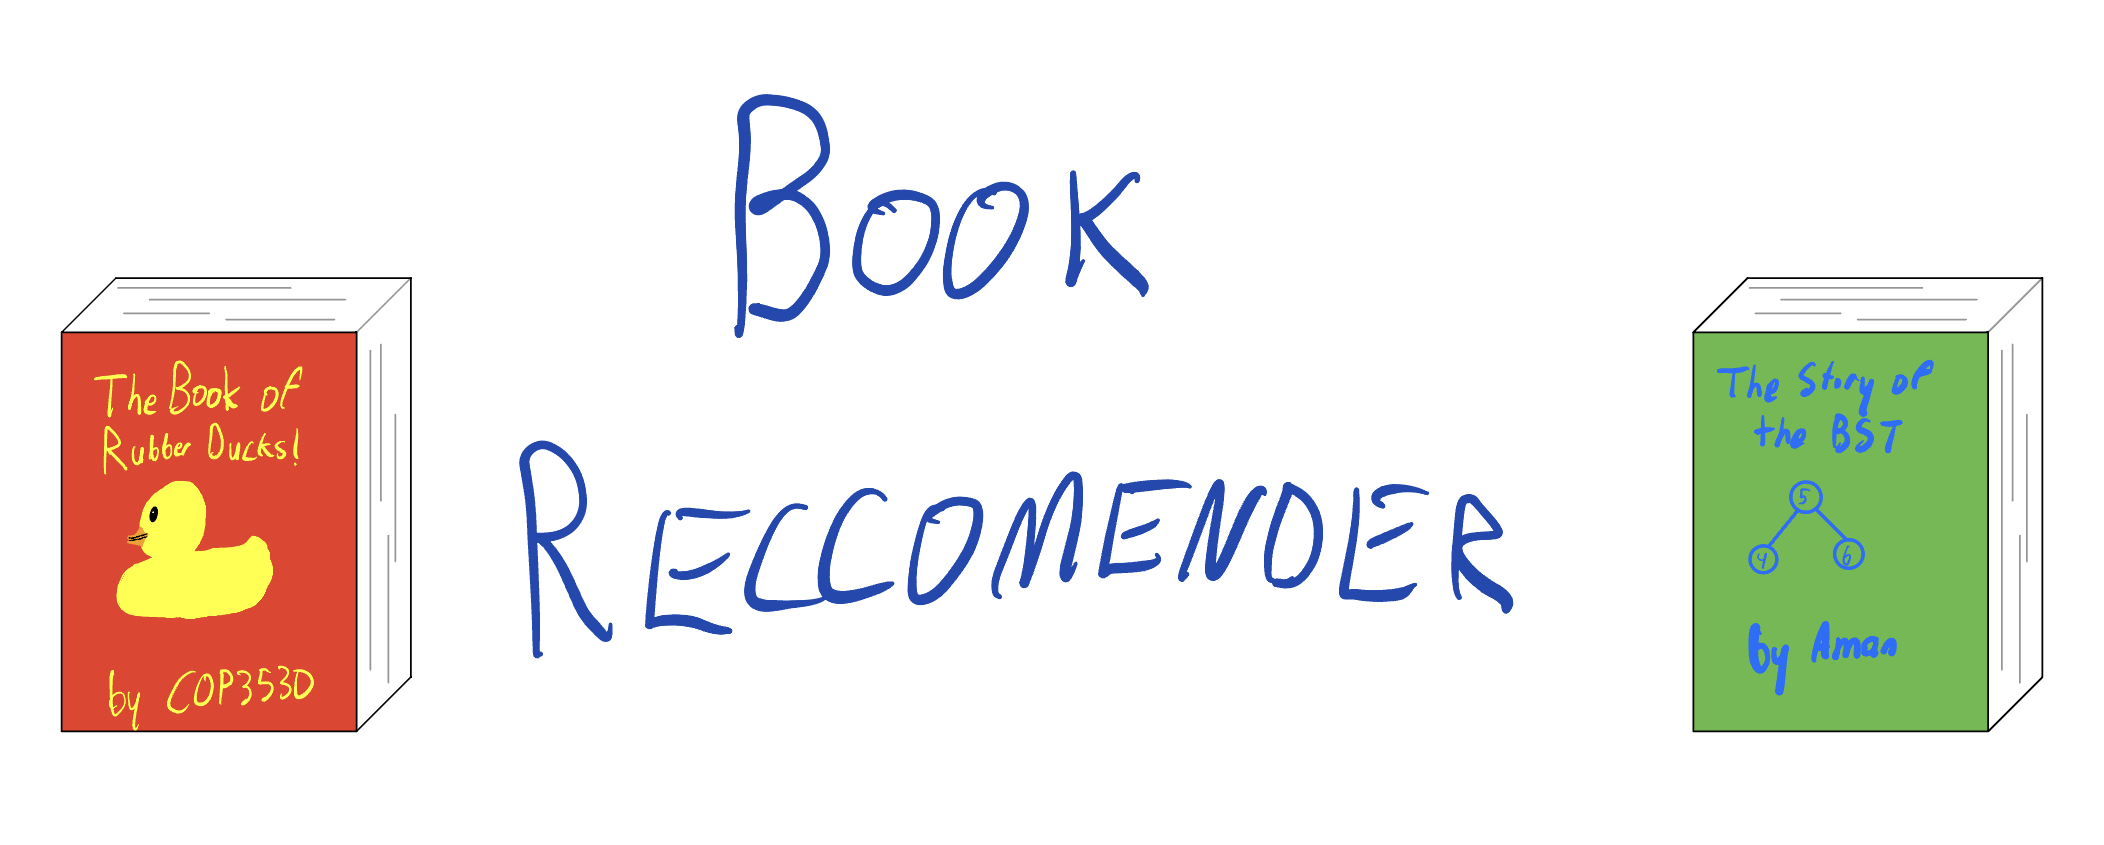 Book
Reccomender
The Book of
Rubber Ducks!
by COP3530
The Story of
the BST
5
4 6
by Aman